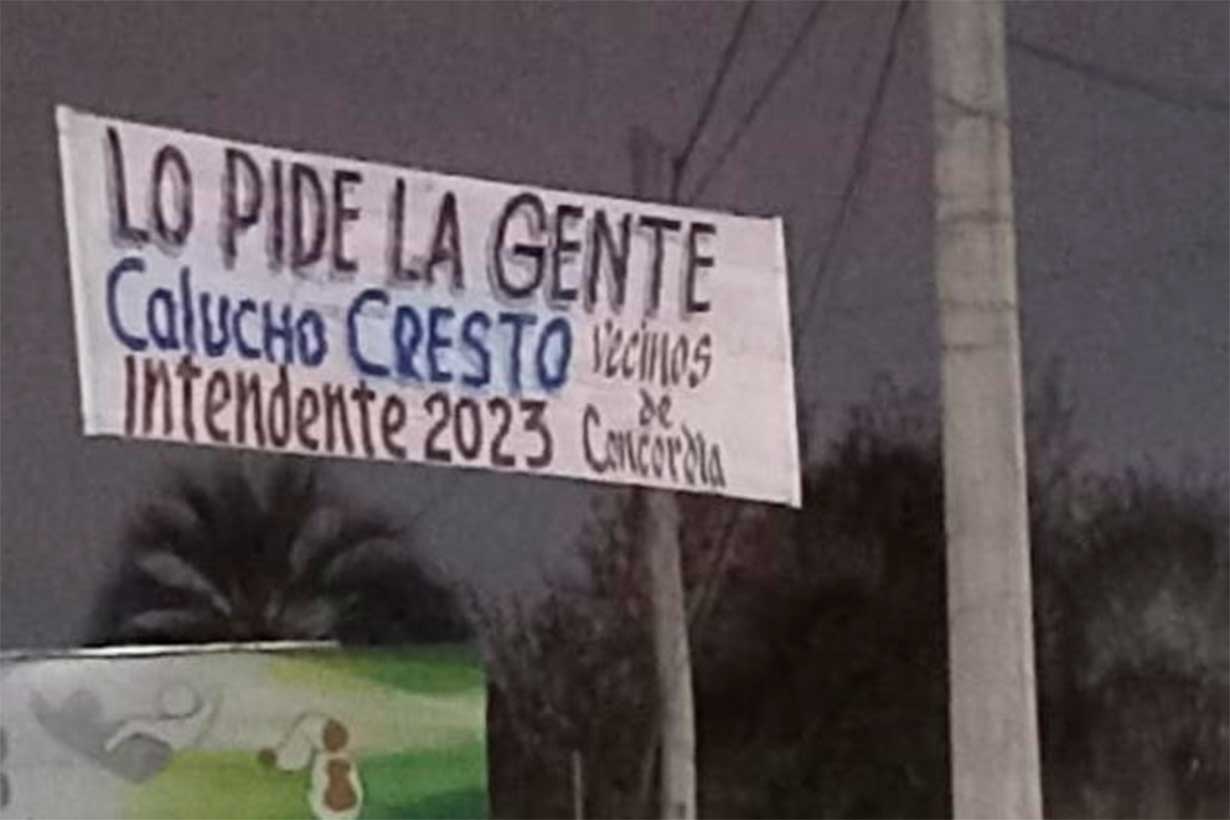 LO PIDE LA GENTE
Calucho CRESTO
Intendente 2023
Vecinos
de
Concordia